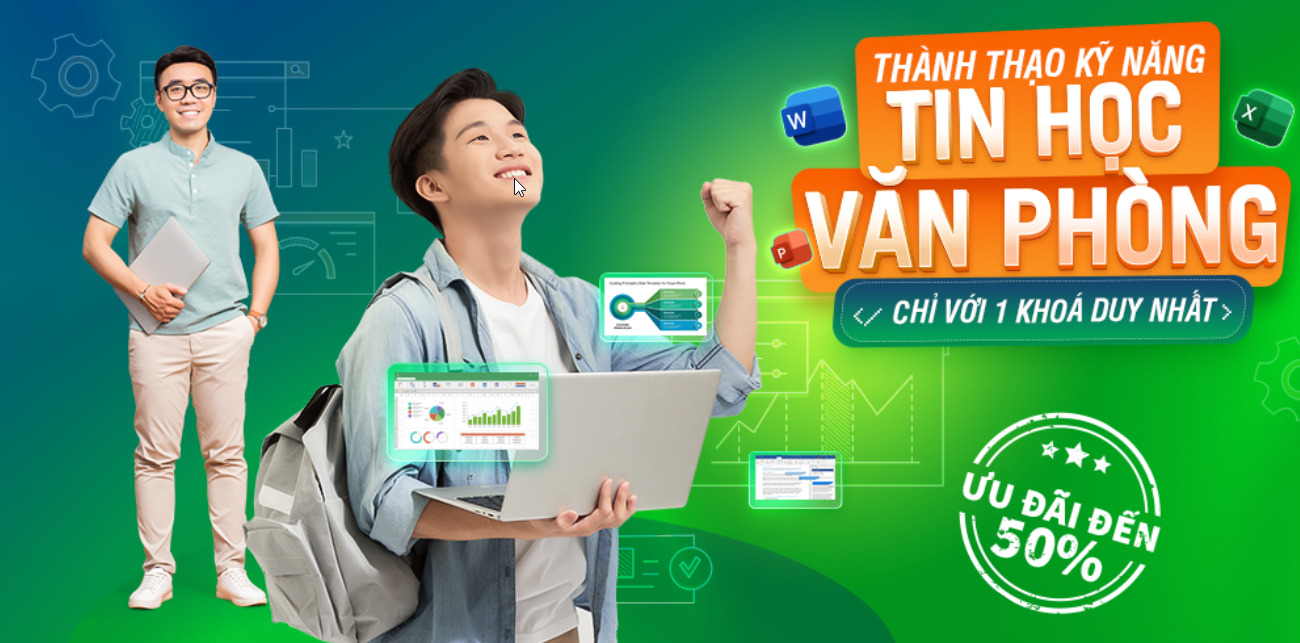 THÀNH THẠO KỸ NĂNG
TIN HỌC
W
X
VĂN PHÒNG
P
CHỈ VỚI 1 KHOÁ DUY NHẤT
ƯU ĐÃI ĐẾN
50%